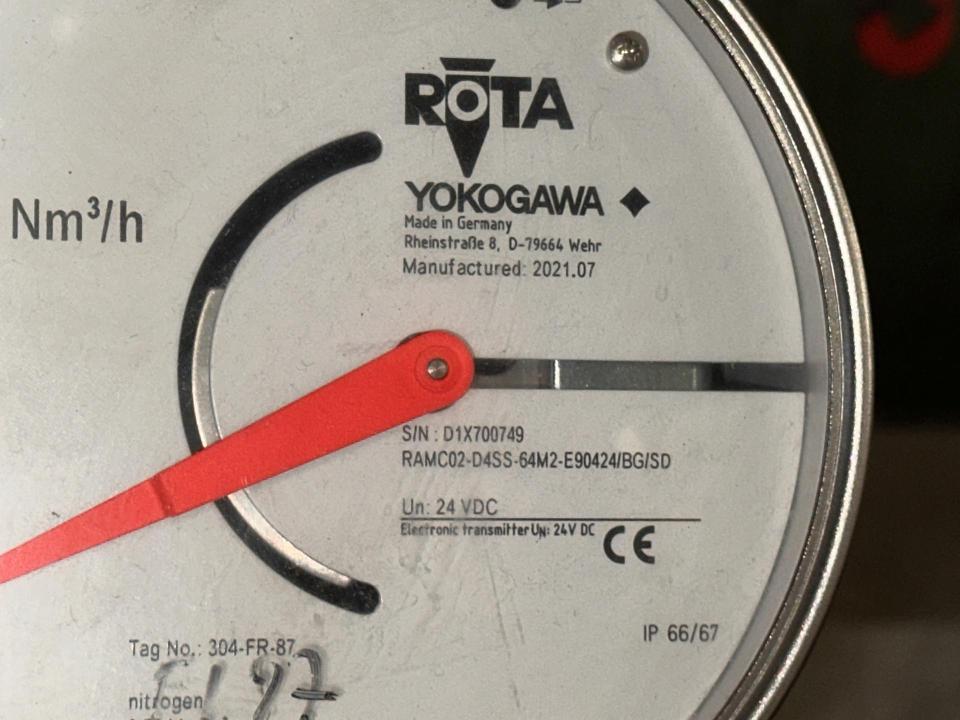 ROTA
YOKOGAWA
Nm³/h
Made in Germany
Rheinstraße 8, D-79664 Wehr
Manufactured: 2021.07
S/N : D1X700749
RAMC02-D4SS-64M2-E90424/BG/SD
Un: 24 VDC
Electronic transmitter UN: 24V DC
CE
IP 66/67
Tag No.: 304-FR-87
nitrogen